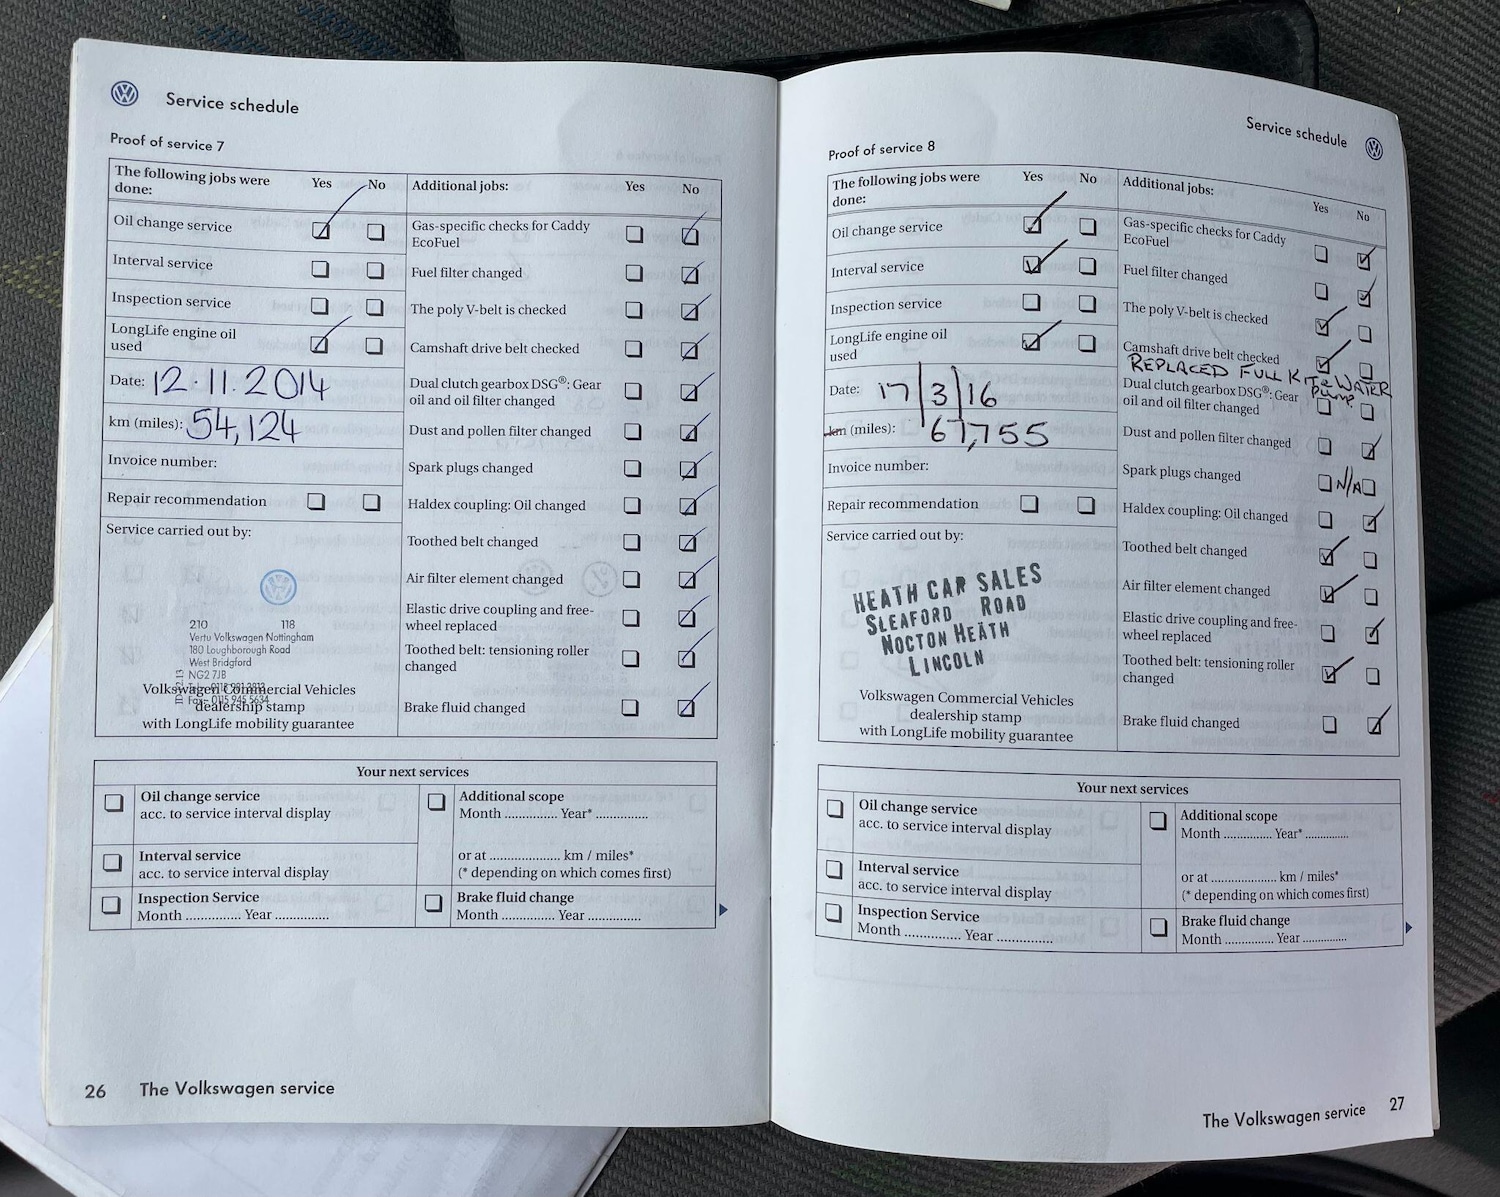 Service schedule
Proof of service 7
The following jobs were
done:
Yes No
Additional jobs:
Yes No
Oil change service
Gas-specific checks for Caddy
EcoFuel
Interval service
Fuel filter changed
Inspection service
The poly V-belt is checked
LongLife engine oil
used
Camshaft drive belt checked
Date: 12.11.2014
Dual clutch gearbox DSG®: Gear
oil and oil filter changed
km (miles): 54,124
Dust and pollen filter changed
Invoice number:
Spark plugs changed
Repair recommendation
Haldex coupling: Oil changed
Service carried out by:
Toothed belt changed
Air filter element changed
Elastic drive coupling and free-
wheel replaced
Toothed belt: tensioning roller
changed
Brake fluid changed
210 118
Vertu Volkswagen Nottingham
180 Loughborough Road
West Bridgford
NG2 7JB
Volkswagen Commercial Vehicles
Fax: 0115 945 5634
dealership stamp
with LongLife mobility guarantee
Your next services
Oil change service
acc. to service interval display
Additional scope
Month .............. Year* ..............
Interval service
acc. to service interval display
or at .................... km / miles*
(* depending on which comes first)
Inspection Service
Month .............. Year ..............
Brake fluid change
Month .............. Year ..............
26 The Volkswagen service
Service schedule
Proof of service 8
The following jobs were
done:
Yes No
Additional jobs:
Yes No
Oil change service
Gas-specific checks for Caddy
EcoFuel
Interval service
Fuel filter changed
Inspection service
The poly V-belt is checked
LongLife engine oil
used
Camshaft drive belt checked
REPLACED FULL KIT & WATER
PUMP.
Date: 17/3/16
Dual clutch gearbox DSG®: Gear
oil and oil filter changed
km (miles): 67,755
Dust and pollen filter changed
Invoice number:
Spark plugs changed N/A
Repair recommendation
Haldex coupling: Oil changed
Service carried out by:
Toothed belt changed
Air filter element changed
Elastic drive coupling and free-
wheel replaced
Toothed belt: tensioning roller
changed
Brake fluid changed
HEATH CAR SALES
SLEAFORD ROAD
NOCTON HEATH
LINCOLN
Volkswagen Commercial Vehicles
dealership stamp
with LongLife mobility guarantee
Your next services
Oil change service
acc. to service interval display
Additional scope
Month .............. Year* ..............
Interval service
acc. to service interval display
or at .................... km / miles*
(* depending on which comes first)
Inspection Service
Month .............. Year ..............
Brake fluid change
Month .............. Year ..............
The Volkswagen service 27